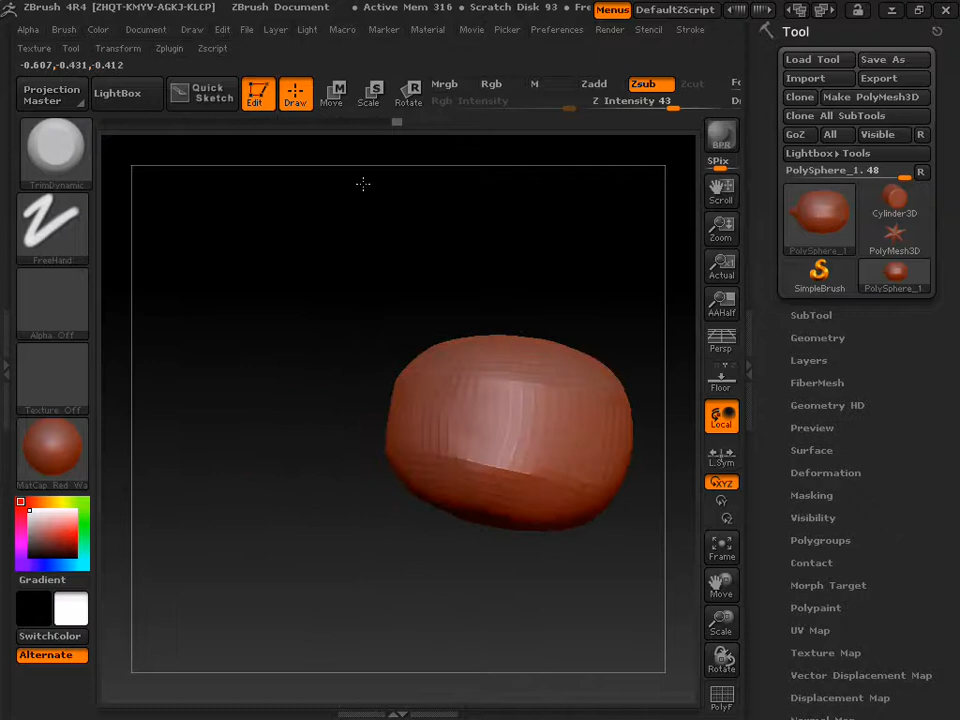 ZBrush 4R4 [ZHQT-KMYV-AGKJ-KLCP] ZBrush Document • Active Mem 316 • Scratch Disk 93 • Fre Menus DefaultZScript
Alpha Brush Color Document Draw Edit File Layer Light Macro Marker Material Movie Picker Preferences Render Stencil Stroke
Texture Tool Transform Zplugin Zscript
-0.607,-0.431,-0.412
Projection Master
LightBox
Quick Sketch
Edit Draw Move Scale Rotate
Mrgb Rgb M Zadd Zsub Zcut
Rgb Intensity Z Intensity 43
TrimDynamic
FreeHand
Alpha Off
Texture Off
MatCap Red Wa
Gradient
SwitchColor
Alternate
BPR
SPix
Scroll
Zoom
Actual
AAHalf
Persp
Floor
Local
L.Sym
XYZ
Y
Z
Frame
Move
Scale
Rotate
PolyF
Tool
Load Tool Save As
Import Export
Clone Make PolyMesh3D
Clone All SubTools
GoZ All Visible R
Lightbox▸Tools
PolySphere_1. 48 R
PolySphere_1 Cylinder3D
PolyMesh3D
SimpleBrush PolySphere_1
SubTool
Geometry
Layers
FiberMesh
Geometry HD
Preview
Surface
Deformation
Masking
Visibility
Polygroups
Contact
Morph Target
Polypaint
UV Map
Texture Map
Vector Displacement Map
Displacement Map